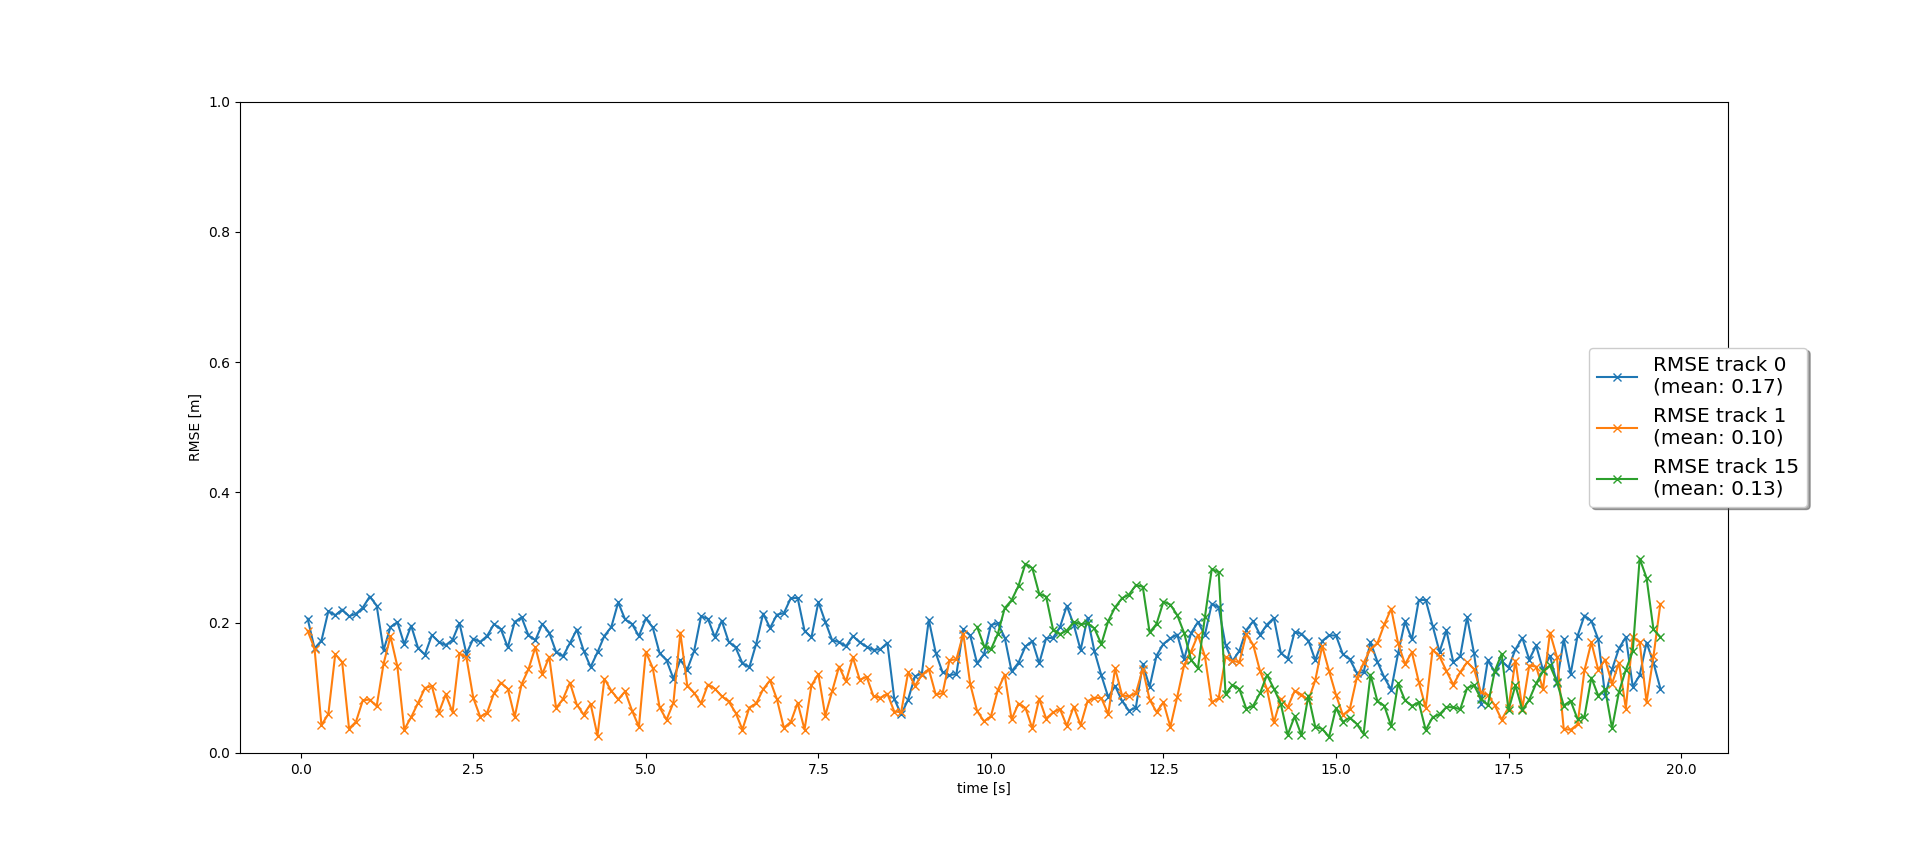 1.0
0.8
0.6
0.4
0.2
0.0
RMSE [m]
0.0 2.5 5.0 7.5 10.0 12.5 15.0 17.5 20.0
time [s]
RMSE track 0
(mean: 0.17)
RMSE track 1
(mean: 0.10)
RMSE track 15
(mean: 0.13)